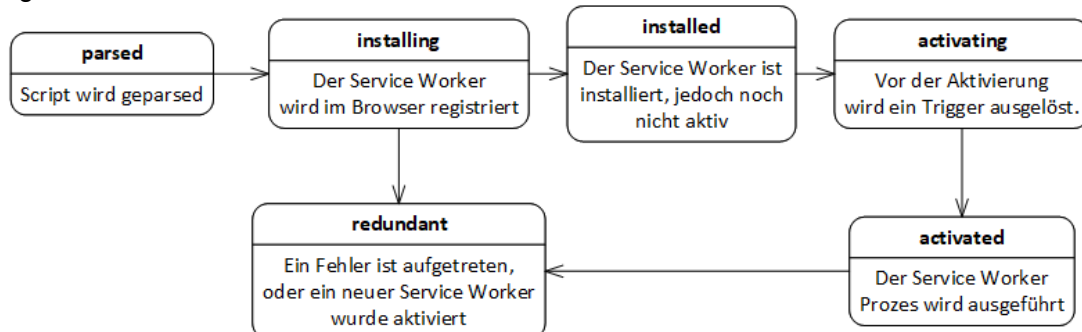 parsed
Script wird geparsed
installing
Der Service Worker
wird im Browser registriert
installed
Der Service Worker ist
installiert, jedoch noch
nicht aktiv
activating
Vor der Aktivierung
wird ein Trigger ausgelöst.
redundant
Ein Fehler ist aufgetreten,
oder ein neuer Service Worker
wurde aktiviert
activated
Der Service Worker
Prozes wird ausgeführt